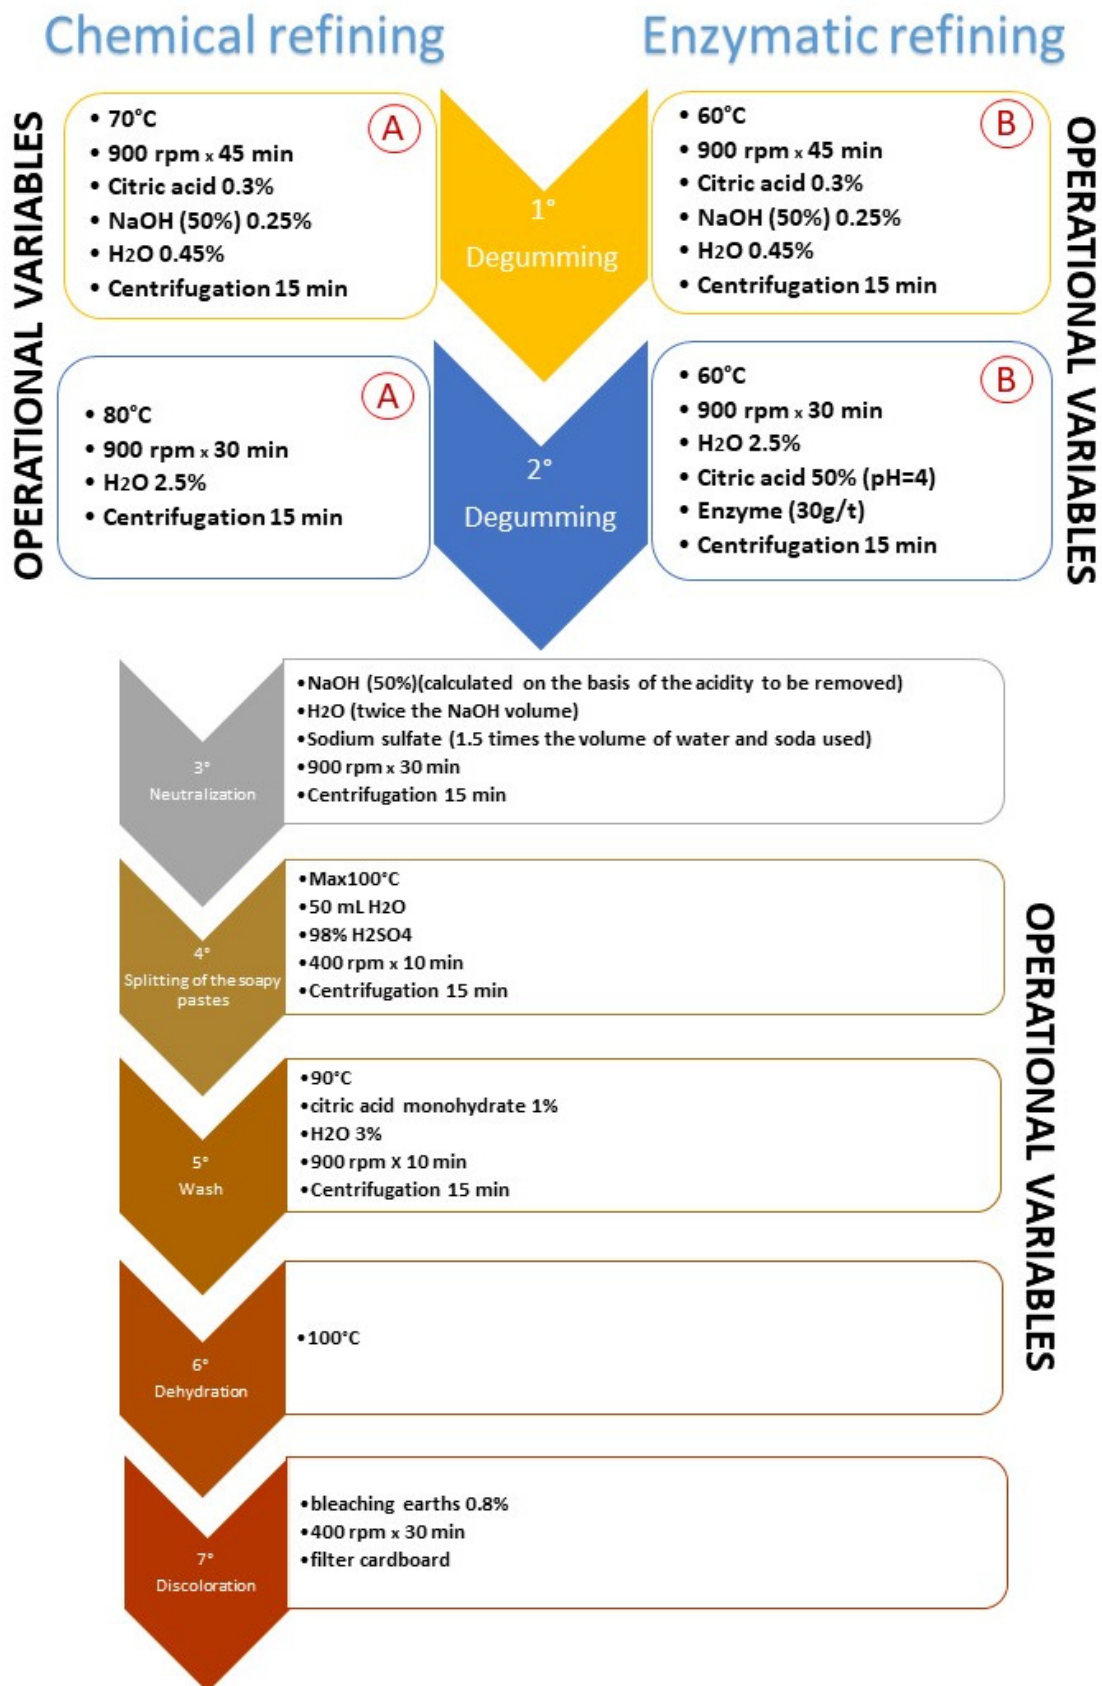 Chemical refining
Enzymatic refining
OPERATIONAL VARIABLES
• 70°C
• 900 rpm x 45 min
• Citric acid 0.3%
• NaOH (50%) 0.25%
• H2O 0.45%
• Centrifugation 15 min
A
1°
Degumming
• 60°C
• 900 rpm x 45 min
• Citric acid 0.3%
• NaOH (50%) 0.25%
• H2O 0.45%
• Centrifugation 15 min
B
OPERATIONAL VARIABLES
• 80°C
• 900 rpm x 30 min
• H2O 2.5%
• Centrifugation 15 min
A
2°
Degumming
• 60°C
• 900 rpm x 30 min
• H2O 2.5%
• Citric acid 50% (pH=4)
• Enzyme (30g/t)
• Centrifugation 15 min
B
3°
Neutralization
•NaOH (50%)(calculated on the basis of the acidity to be removed)
•H2O (twice the NaOH volume)
•Sodium sulfate (1.5 times the volume of water and soda used)
•900 rpm x 30 min
•Centrifugation 15 min
4°
Splitting of the soapy
pastes
•Max100°C
•50 mL H2O
•98% H2SO4
•400 rpm x 10 min
•Centrifugation 15 min
OPERATIONAL VARIABLES
5°
Wash
•90°C
•citric acid monohydrate 1%
•H2O 3%
•900 rpm X 10 min
•Centrifugation 15 min
6°
Dehydration
•100°C
7°
Discoloration
•bleaching earths 0.8%
•400 rpm x 30 min
•filter cardboard